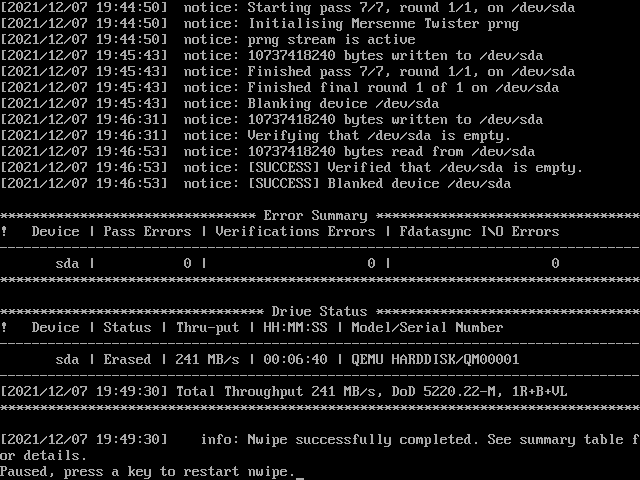 [2021/12/07 19:44:50]  notice: Starting pass 7/7, round 1/1, on /dev/sda
[2021/12/07 19:44:50]  notice: Initialising Mersenne Twister prng
[2021/12/07 19:44:50]  notice: prng stream is active
[2021/12/07 19:45:43]  notice: 10737418240 bytes written to /dev/sda
[2021/12/07 19:45:43]  notice: Finished pass 7/7, round 1/1, on /dev/sda
[2021/12/07 19:45:43]  notice: Finished final round 1 of 1 on /dev/sda
[2021/12/07 19:45:43]  notice: Blanking device /dev/sda
[2021/12/07 19:46:31]  notice: 10737418240 bytes written to /dev/sda
[2021/12/07 19:46:31]  notice: Verifying that /dev/sda is empty.
[2021/12/07 19:46:53]  notice: 10737418240 bytes read from /dev/sda
[2021/12/07 19:46:53]  notice: [SUCCESS] Verified that /dev/sda is empty.
[2021/12/07 19:46:53]  notice: [SUCCESS] Blanked device /dev/sda

******************************** Error Summary *********************************
!   Device | Pass Errors | Verifications Errors | Fdatasync I\O Errors
--------------------------------------------------------------------------------
       sda |           0 |                    0 |                    0
********************************************************************************

********************************* Drive Status *********************************
!   Device | Status | Thru-put | HH:MM:SS | Model/Serial Number
--------------------------------------------------------------------------------
       sda | Erased | 241 MB/s | 00:06:40 | QEMU HARDDISK/QM00001
--------------------------------------------------------------------------------
[2021/12/07 19:49:30] Total Throughput 241 MB/s, DoD 5220.22-M, 1R+B+VL
********************************************************************************

[2021/12/07 19:49:30]    info: Nwipe successfully completed. See summary table f
or details.
Paused, press a key to restart nwipe._